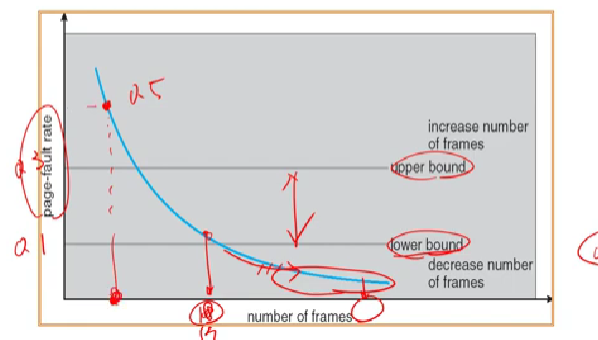 0.5
increase number
of frames
page-fault rate
upper bound
0.1
lower bound
decrease number
of frames
number of frames